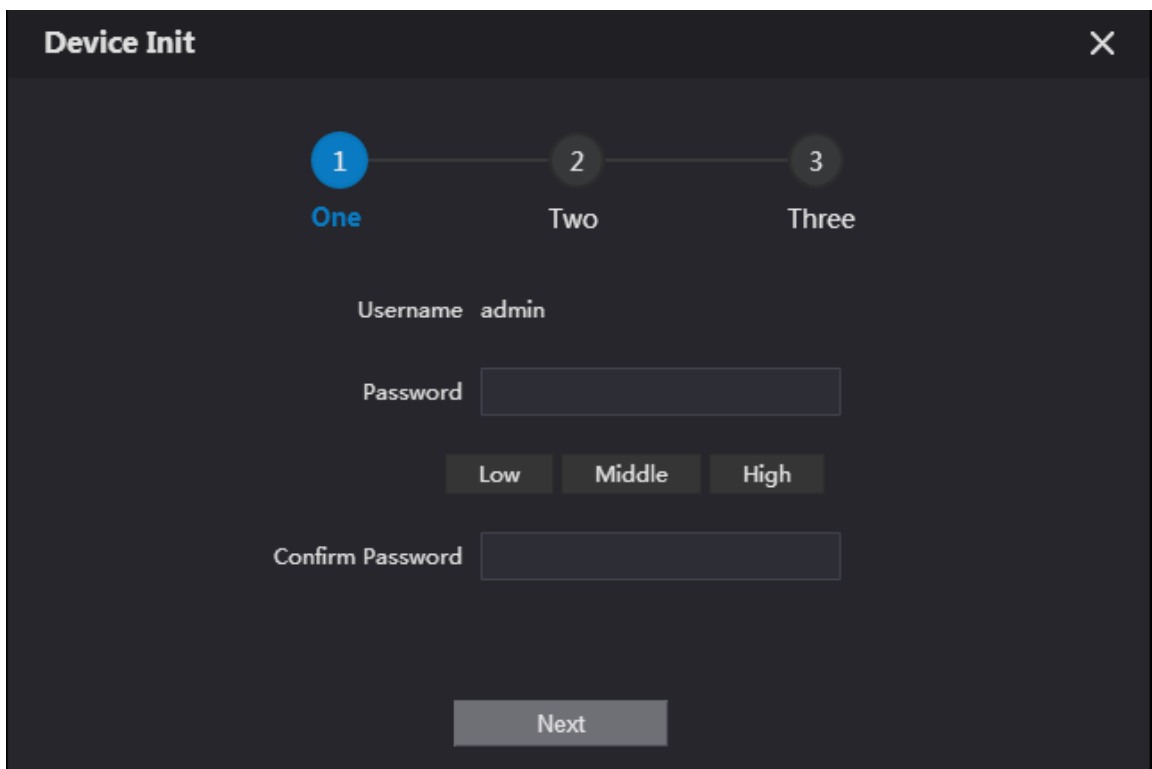 Device Init
1 2 3
One Two Three
Username admin
Password
Low Middle High
Confirm Password
Next